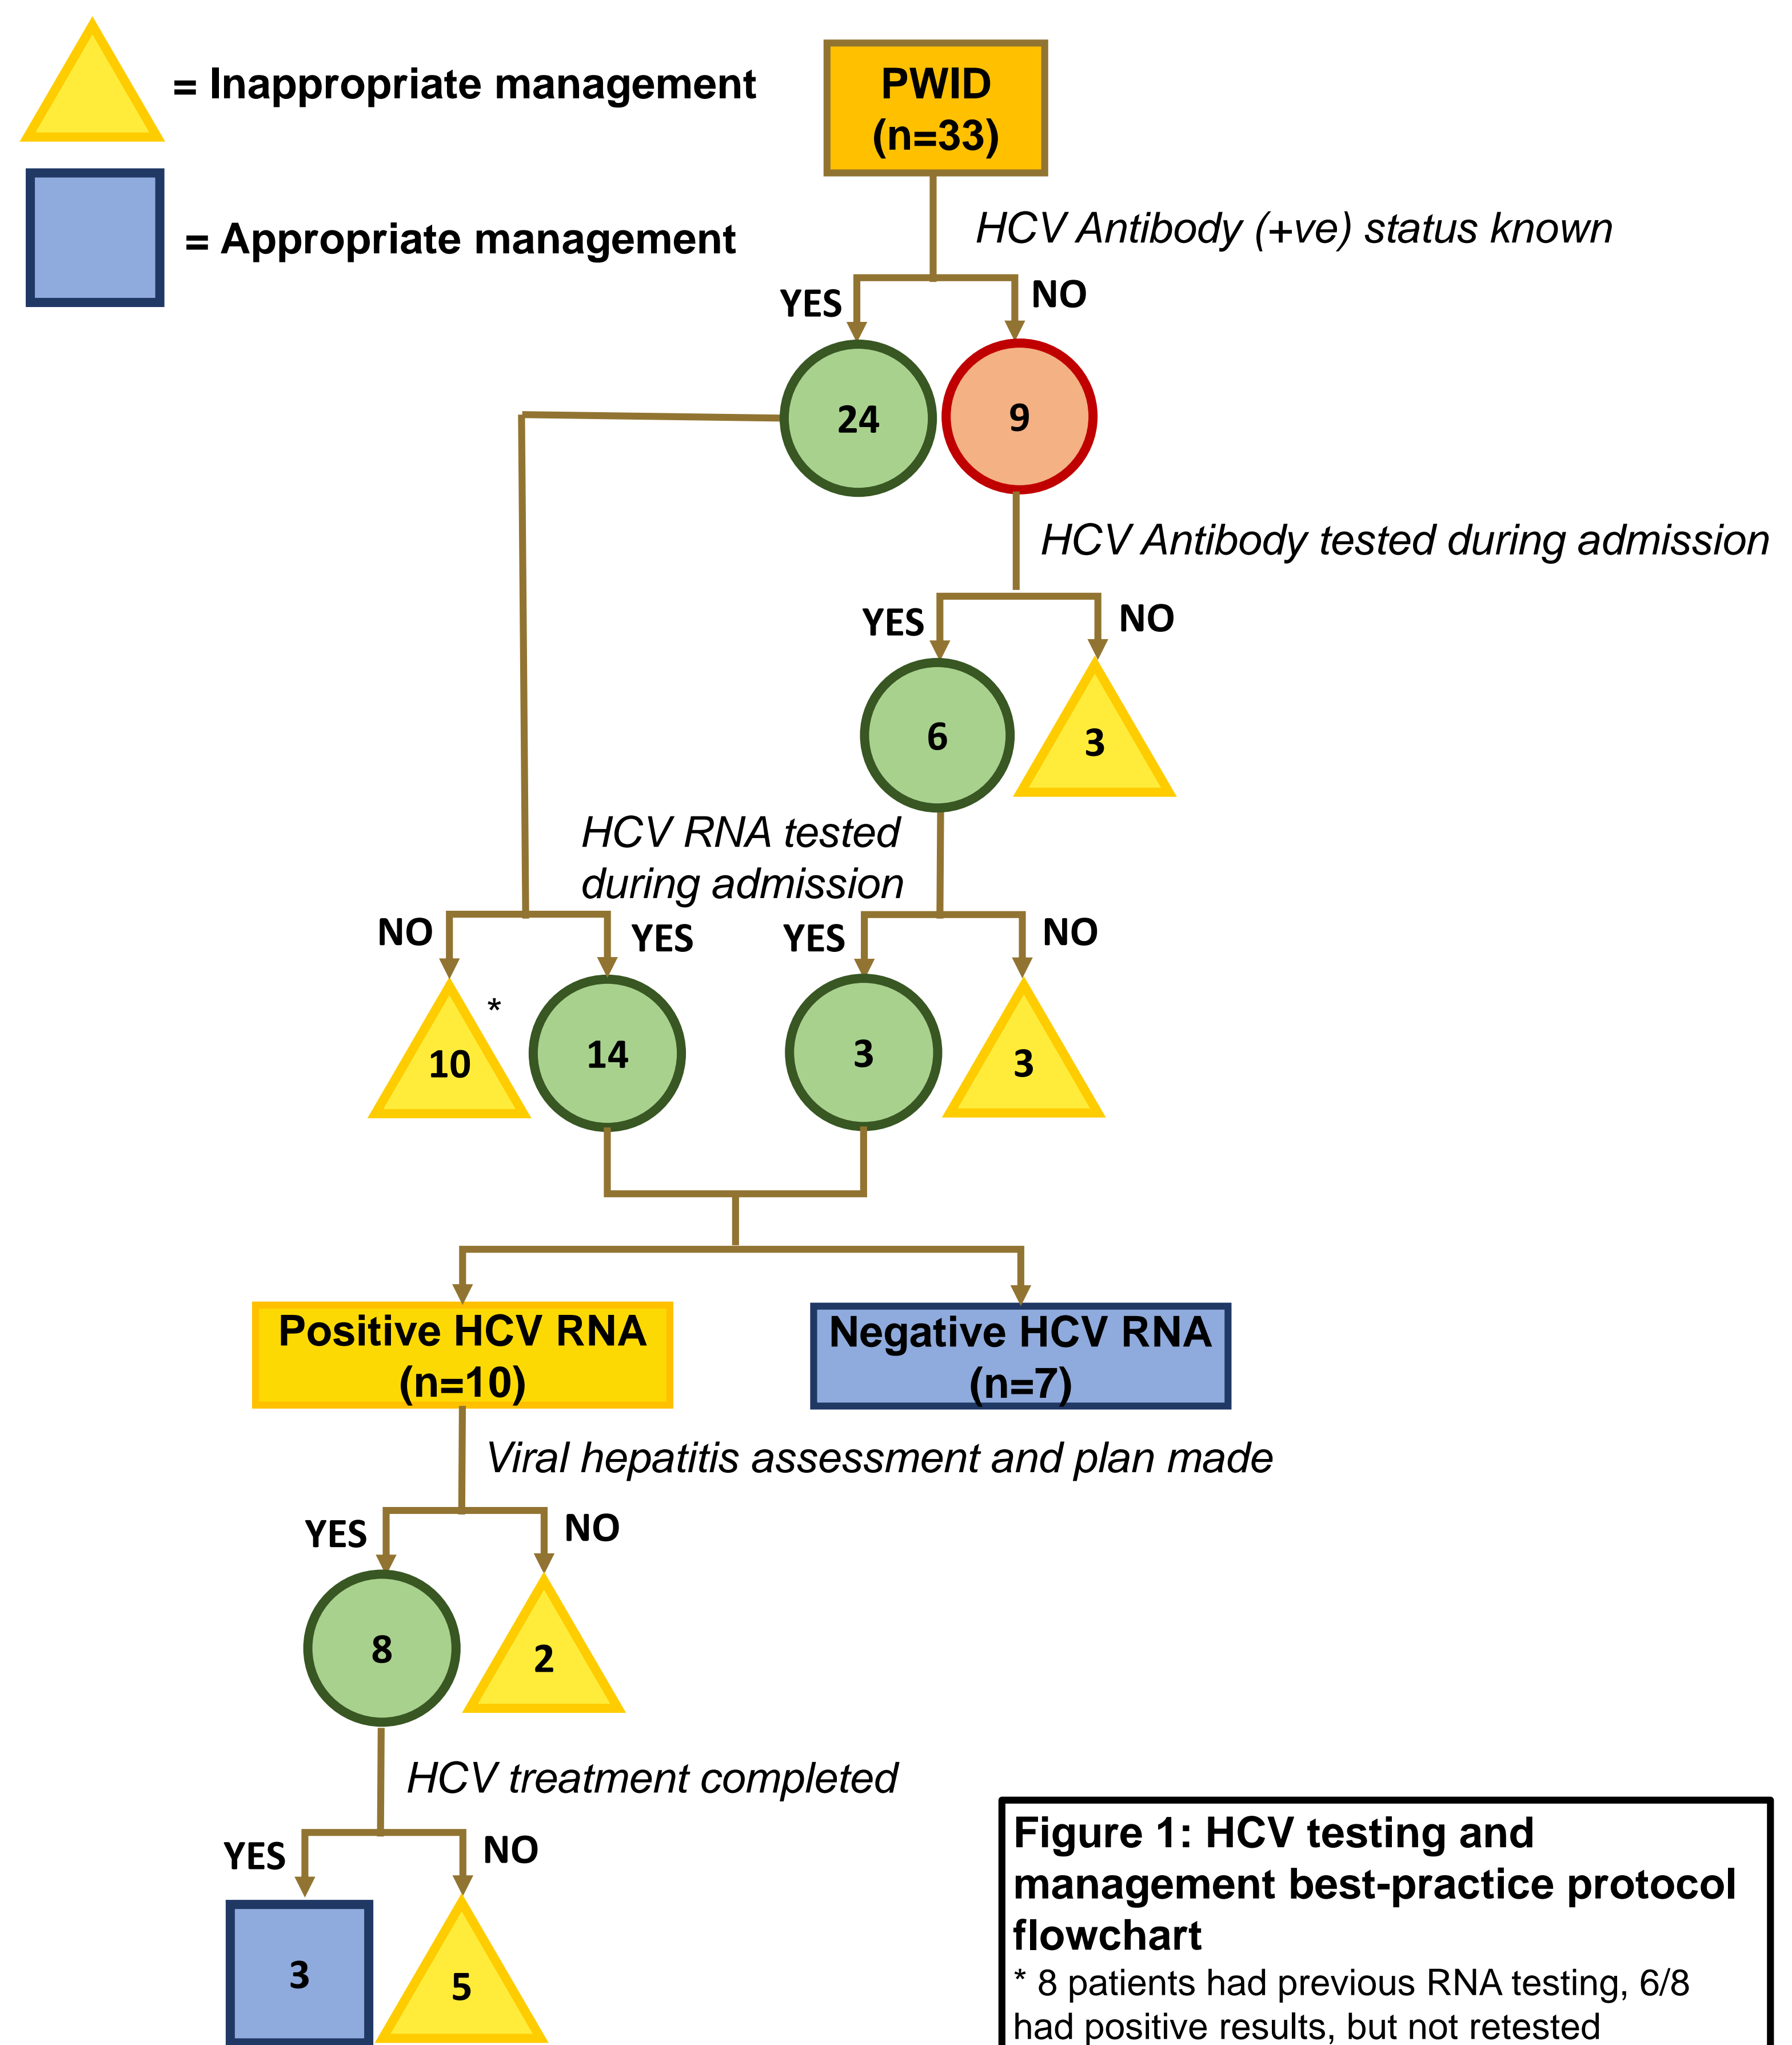 = Inappropriate management
= Appropriate management
PWID
(n=33)
HCV Antibody (+ve) status known
YES
NO
24
9
HCV Antibody tested during admission
YES
NO
6
3
HCV RNA tested
during admission
NO
YES
YES
NO
10
*
14
3
3
Positive HCV RNA
(n=10)
Negative HCV RNA
(n=7)
Viral hepatitis assessment and plan made
YES
NO
8
2
HCV treatment completed
YES
NO
3
5
Figure 1: HCV testing and
management best-practice protocol
flowchart
* 8 patients had previous RNA testing, 6/8
had positive results, but not retested